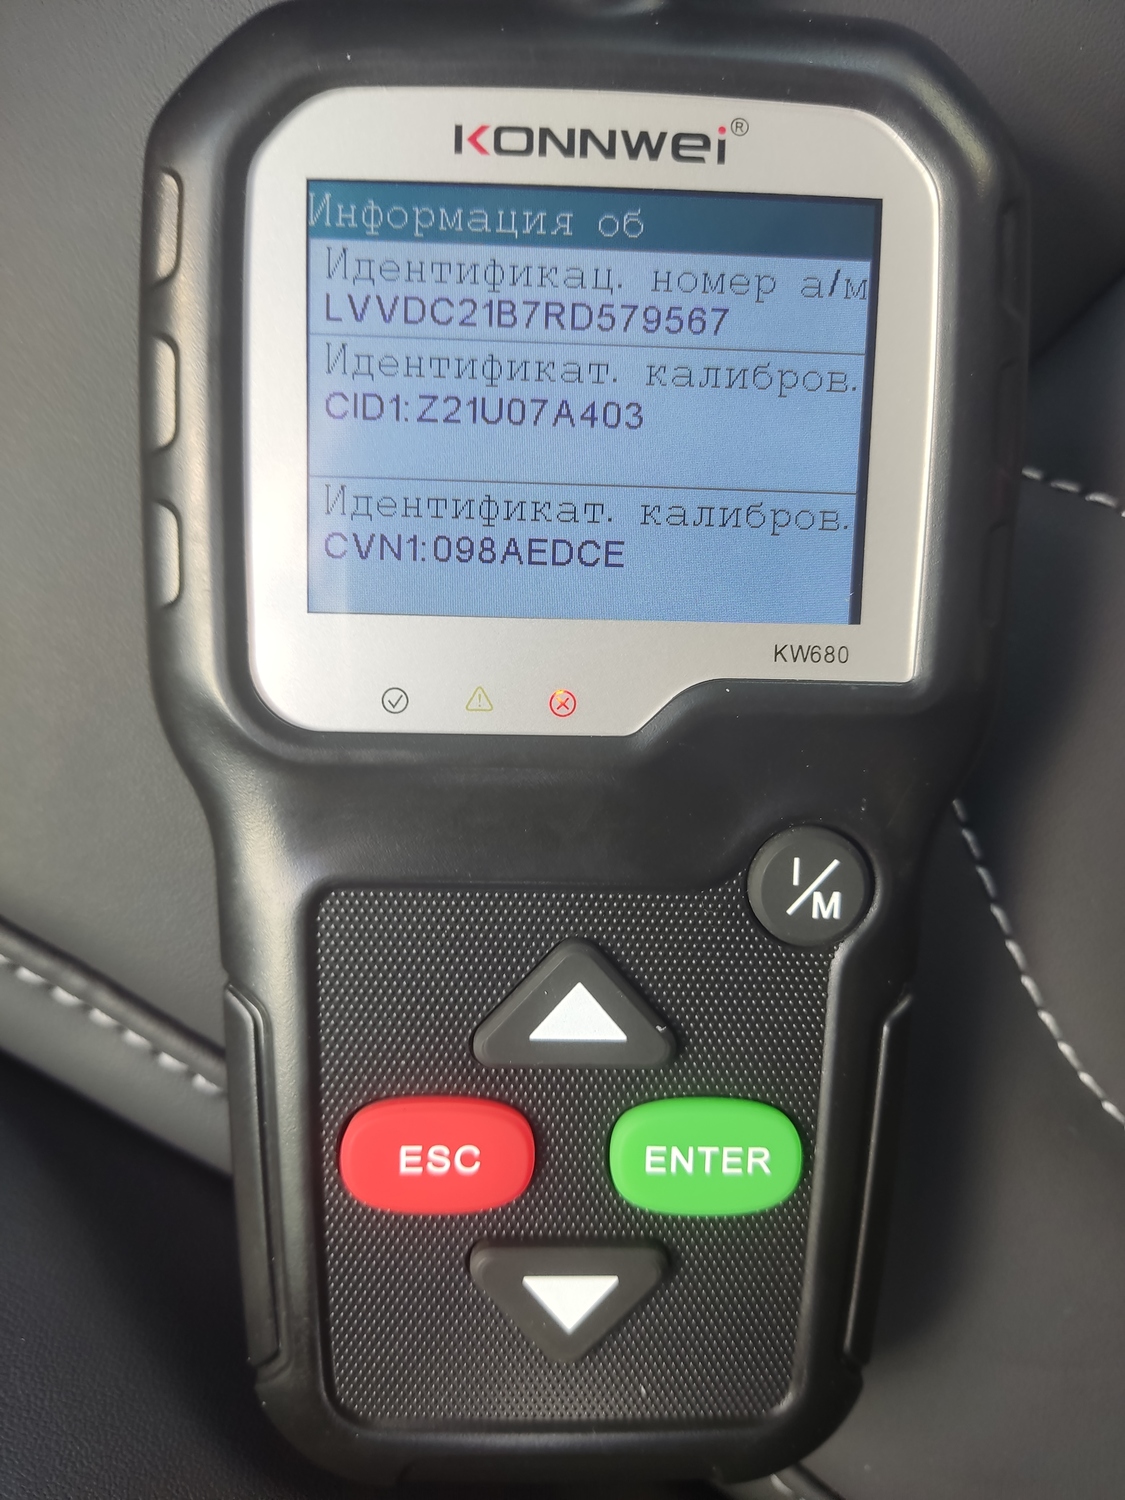 KONNWEI®
Информация об
Идентификац. номер а/м
LVVDC21B7RD579567
Идентификат. калибров.
CID1:Z21U07A403
Идентификат. калибров.
CVN1:098AEDCE
KW680
I/M
ESC
ENTER